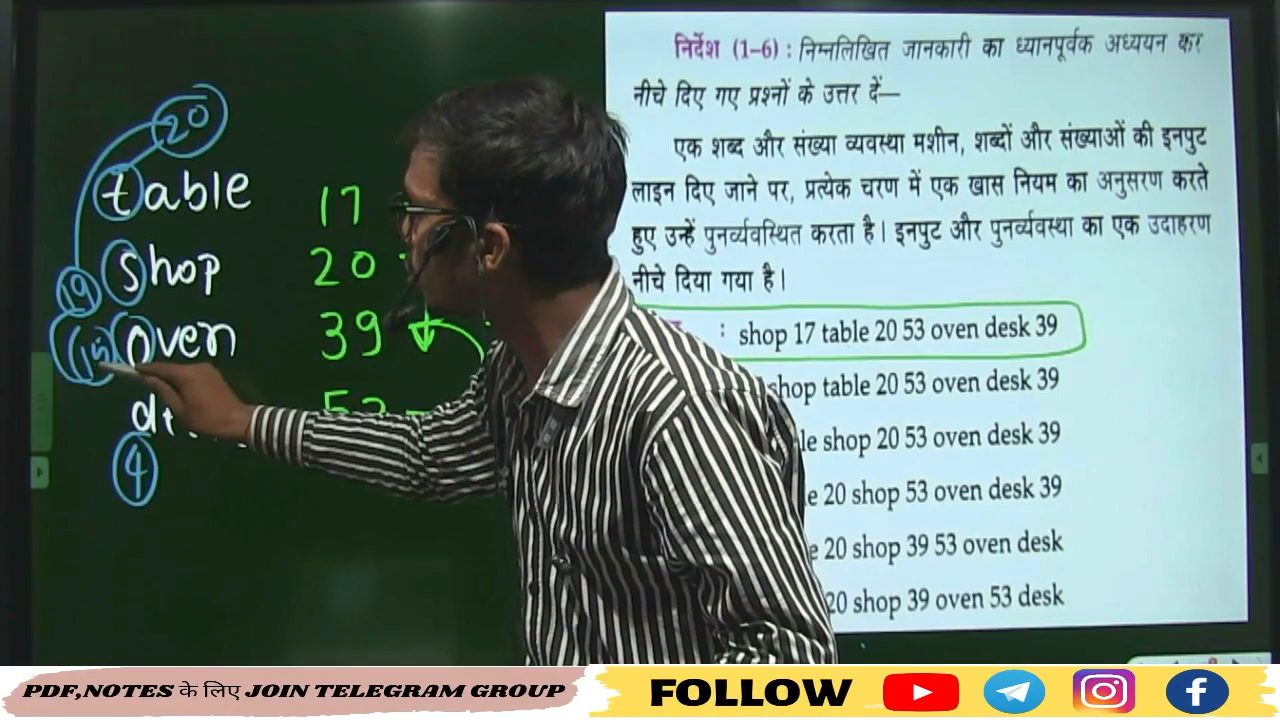 20
table 17
19 shop 20
15 oven 39
4
निर्देश (1–6) : निम्नलिखित जानकारी का ध्यानपूर्वक अध्ययन कर
नीचे दिए गए प्रश्नों के उत्तर दें—
एक शब्द और संख्या व्यवस्था मशीन, शब्दों और संख्याओं की इनपुट
लाइन दिए जाने पर, प्रत्येक चरण में एक खास नियम का अनुसरण करते
हुए उन्हें पुनर्व्यवस्थित करता है। इनपुट और पुनर्व्यवस्था का एक उदाहरण
नीचे दिया गया है।
: shop 17 table 20 53 oven desk 39
shop table 20 53 oven desk 39
shop 20 53 oven desk 39
20 shop 53 oven desk 39
20 shop 39 53 oven desk
20 shop 39 oven 53 desk
PDF,NOTES के लिए JOIN TELEGRAM GROUP
FOLLOW